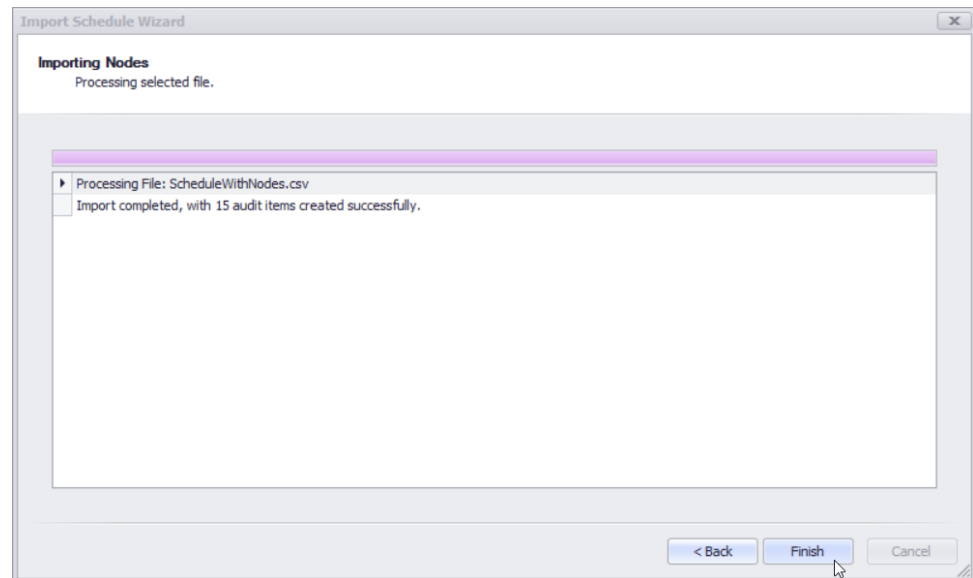 Import Schedule Wizard
Importing Nodes
Processing selected file.
Processing File: ScheduleWithNodes.csv
Import completed, with 15 audit items created successfully.
< Back Finish Cancel